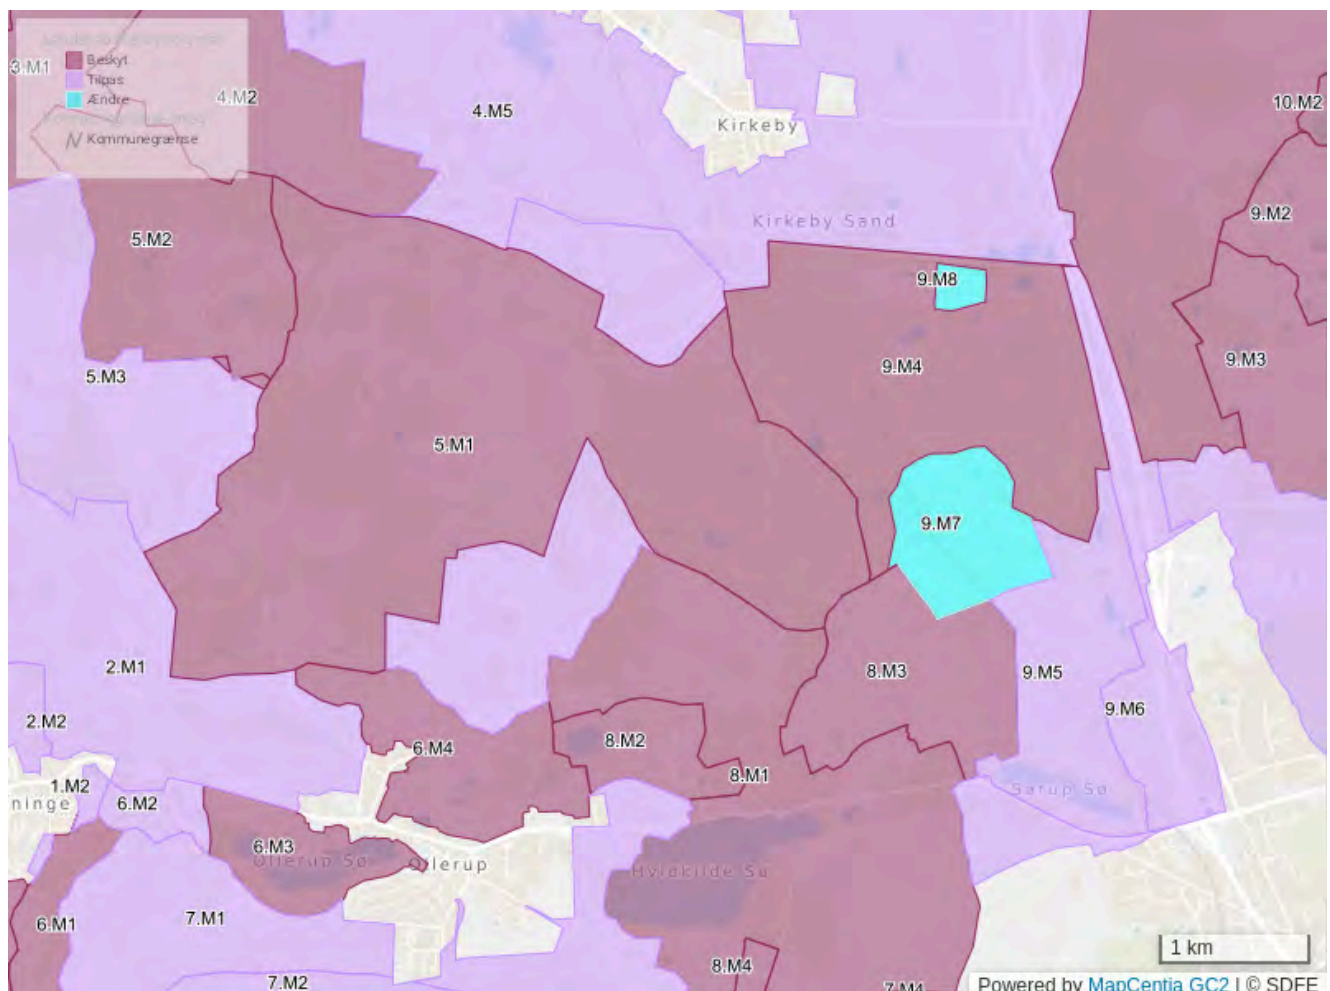 3.M1
Beskyt
Tilpas
Ændre
Kommunegrænse
4.M2
4.M5
Kirkeby
10.M2
9.M2
Kirkeby Sand
5.M2
9.M8
9.M3
9.M4
5.M3
5.M1
9.M7
2.M1
8.M3
9.M5
9.M6
2.M2
8.M2
6.M4
8.M1
1.M2
6.M2
ninge
Sørup Sø
6.M3
Ollerup Sø
Ollerup
Hvidkilde Sø
6.M1
7.M1
1 km
8.M4
7.M2
7.M4
Powered by MapCentia GC2 | © SDFE